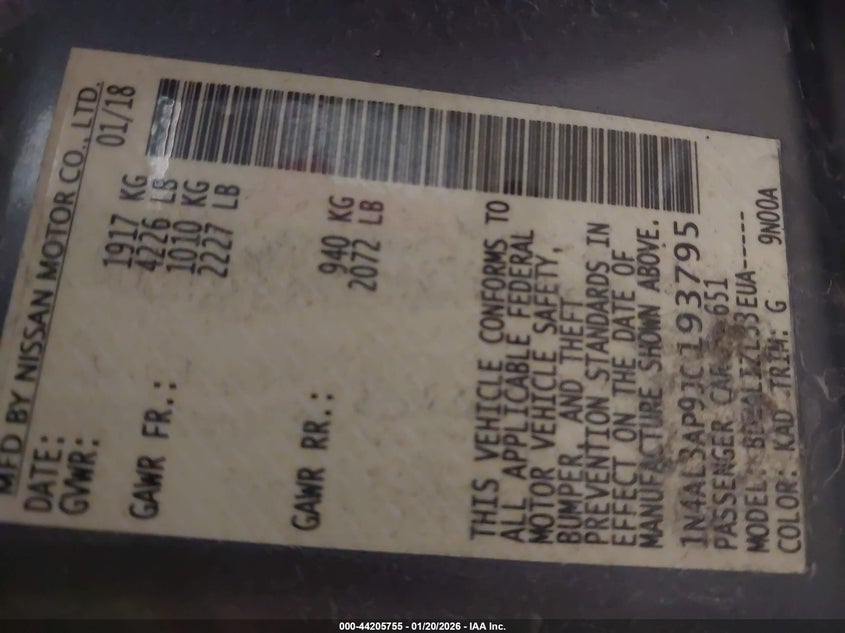 MFD BY NISSAN MOTOR CO., LTD.
DATE: 01/18
GVWR: 1917 KG
4226 LB
GAWR FR.: 1010 KG
2227 LB
GAWR RR.: 940 KG
2072 LB
THIS VEHICLE CONFORMS TO
ALL APPLICABLE FEDERAL
MOTOR VEHICLE SAFETY,
BUMPER AND THEFT
PREVENTION STANDARDS IN
EFFECT ON THE DATE OF
MANUFACTURE SHOWN ABOVE.
1N4AL3AP9JC193795
PASSENGER CAR 651
MODEL:
COLOR: KAD TRIM: G 9N00A
000-44205755 - 01/20/2026 - IAA Inc.